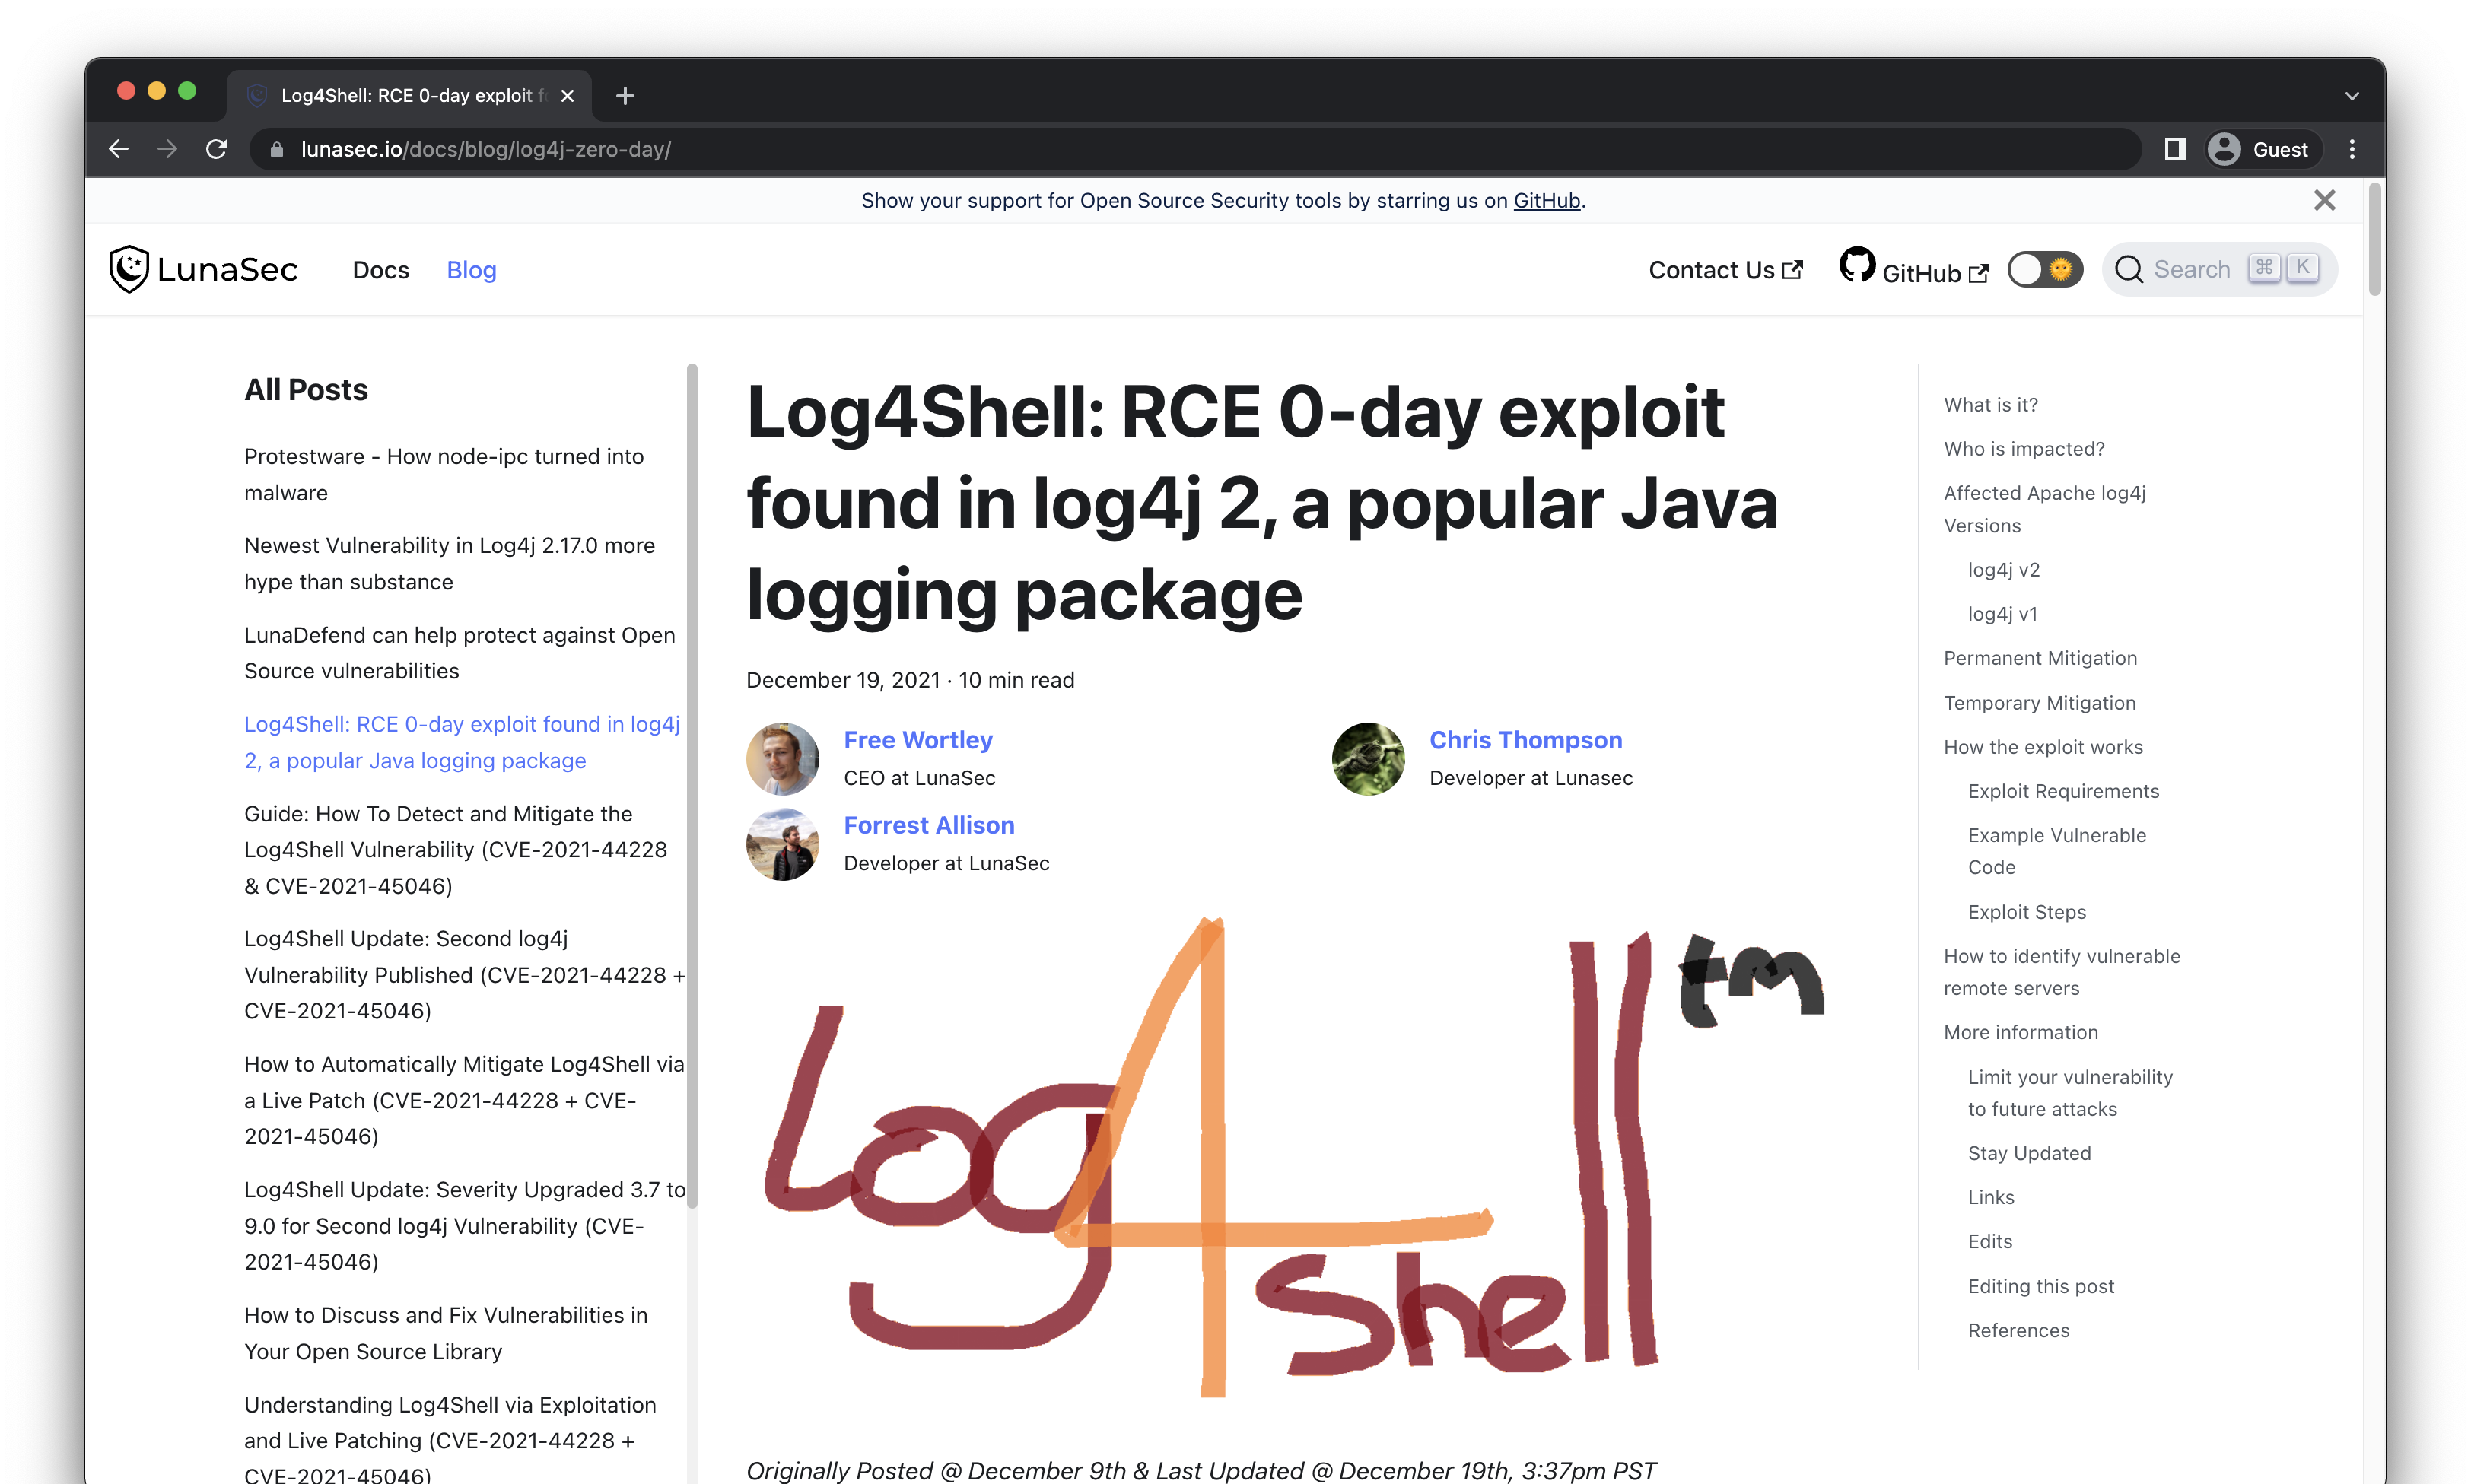 Log4Shell: RCE 0-day exploit f
lunasec.io/docs/blog/log4j-zero-day/
Guest
Show your support for Open Source Security tools by starring us on GitHub.
LunaSec
Docs
Blog
Contact Us
GitHub
Search
⌘ K
All Posts
Protestware - How node-ipc turned into
malware
Newest Vulnerability in Log4j 2.17.0 more
hype than substance
LunaDefend can help protect against Open
Source vulnerabilities
Log4Shell: RCE 0-day exploit found in log4j
2, a popular Java logging package
Guide: How To Detect and Mitigate the
Log4Shell Vulnerability (CVE-2021-44228
& CVE-2021-45046)
Log4Shell Update: Second log4j
Vulnerability Published (CVE-2021-44228 +
CVE-2021-45046)
How to Automatically Mitigate Log4Shell via
a Live Patch (CVE-2021-44228 + CVE-
2021-45046)
Log4Shell Update: Severity Upgraded 3.7 to
9.0 for Second log4j Vulnerability (CVE-
2021-45046)
How to Discuss and Fix Vulnerabilities in
Your Open Source Library
Understanding Log4Shell via Exploitation
and Live Patching (CVE-2021-44228 +
CVE-2021-45046)
Log4Shell: RCE 0-day exploit
found in log4j 2, a popular Java
logging package
December 19, 2021 · 10 min read
Free Wortley
CEO at LunaSec
Chris Thompson
Developer at Lunasec
Forrest Allison
Developer at LunaSec
Log4Shell tm
Originally Posted @ December 9th & Last Updated @ December 19th, 3:37pm PST
What is it?
Who is impacted?
Affected Apache log4j
Versions
log4j v2
log4j v1
Permanent Mitigation
Temporary Mitigation
How the exploit works
Exploit Requirements
Example Vulnerable
Code
Exploit Steps
How to identify vulnerable
remote servers
More information
Limit your vulnerability
to future attacks
Stay Updated
Links
Edits
Editing this post
References